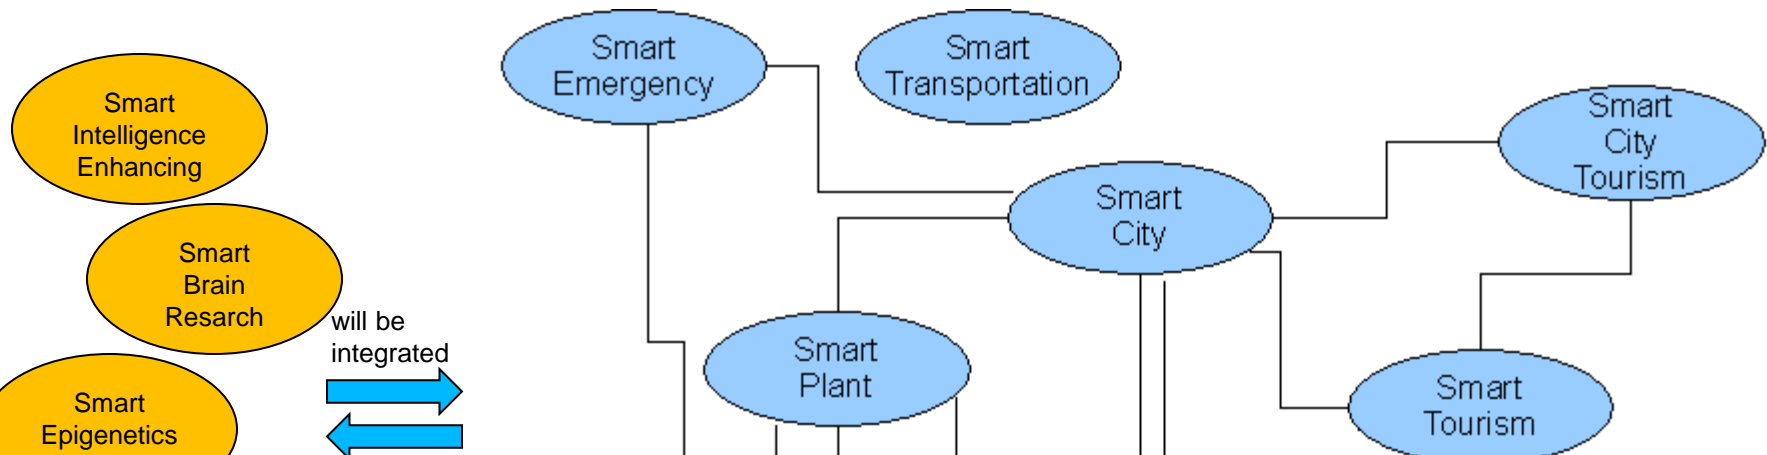 Smart
Emergency
Smart
Transportation
Smart
Intelligence
Enhancing
Smart
City
Tourism
Smart
City
Smart
Brain
Resarch
will be
integrated
Smart
Plant
Smart
Tourism
Smart
Epigenetics